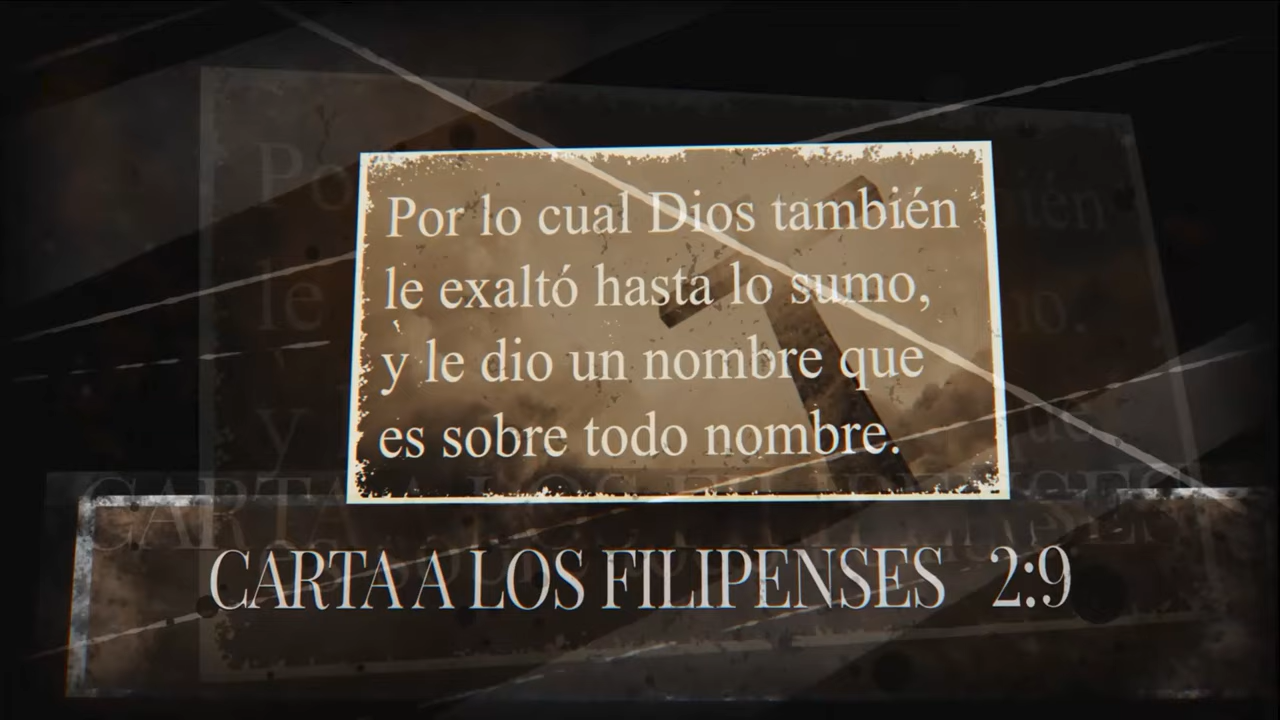 Por lo cual Dios también
le exaltó hasta lo sumo,
y le dio un nombre que
es sobre todo nombre.
CARTA A LOS FILIPENSES 2:9